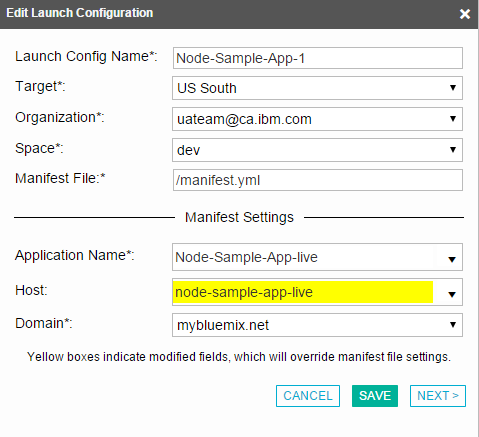 Edit Launch Configuration
Launch Config Name*: Node-Sample-App-1
Target*: US South
Organization*: uateam@ca.ibm.com
Space*: dev
Manifest File:* /manifest.yml
Manifest Settings
Application Name*: Node-Sample-App-live
Host: node-sample-app-live
Domain*: mybluemix.net
Yellow boxes indicate modified fields, which will override manifest file settings.
CANCEL SAVE NEXT >